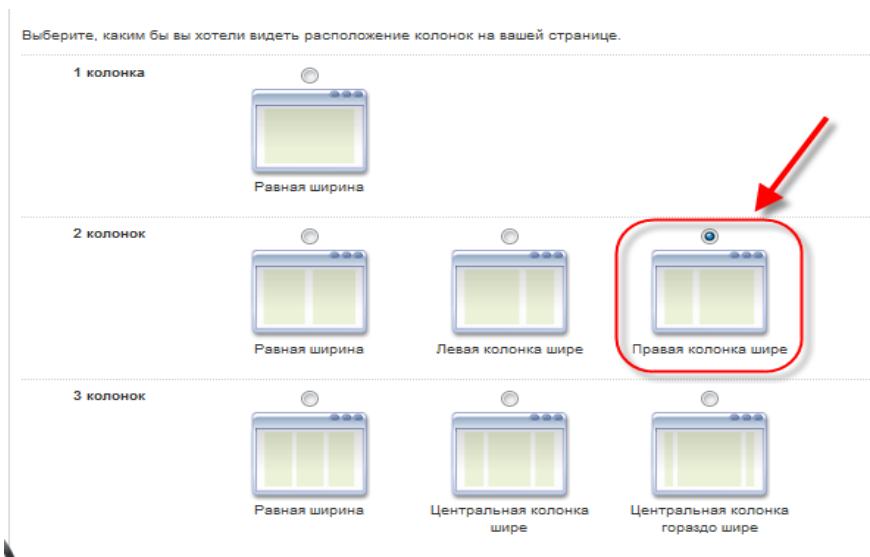 Выберите, каким бы вы хотели видеть расположение колонок на вашей странице.
1 колонка
Равная ширина
2 колонок
Равная ширина
Левая колонка шире
Правая колонка шире
3 колонок
Равная ширина
Центральная колонка
шире
Центральная колонка
гораздо шире